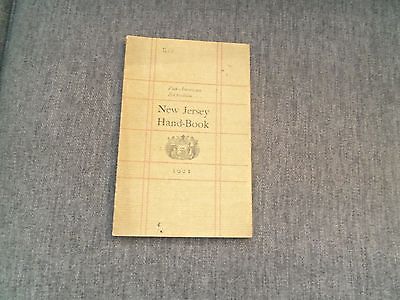 Pan-American
Exposition
New Jersey
Hand-Book
1901